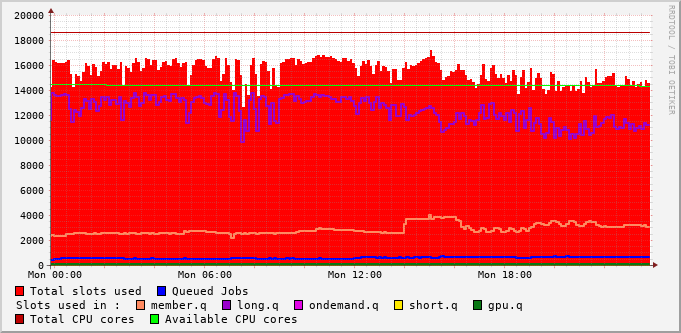 20000
18000
16000
14000
12000
10000
8000
6000
4000
2000
0
Mon 00:00 Mon 06:00 Mon 12:00 Mon 18:00
RRDTOOL / TOBI OETIKER
Total slots used Queued Jobs
Slots used in : member.q long.q ondemand.q short.q gpu.q
Total CPU cores Available CPU cores